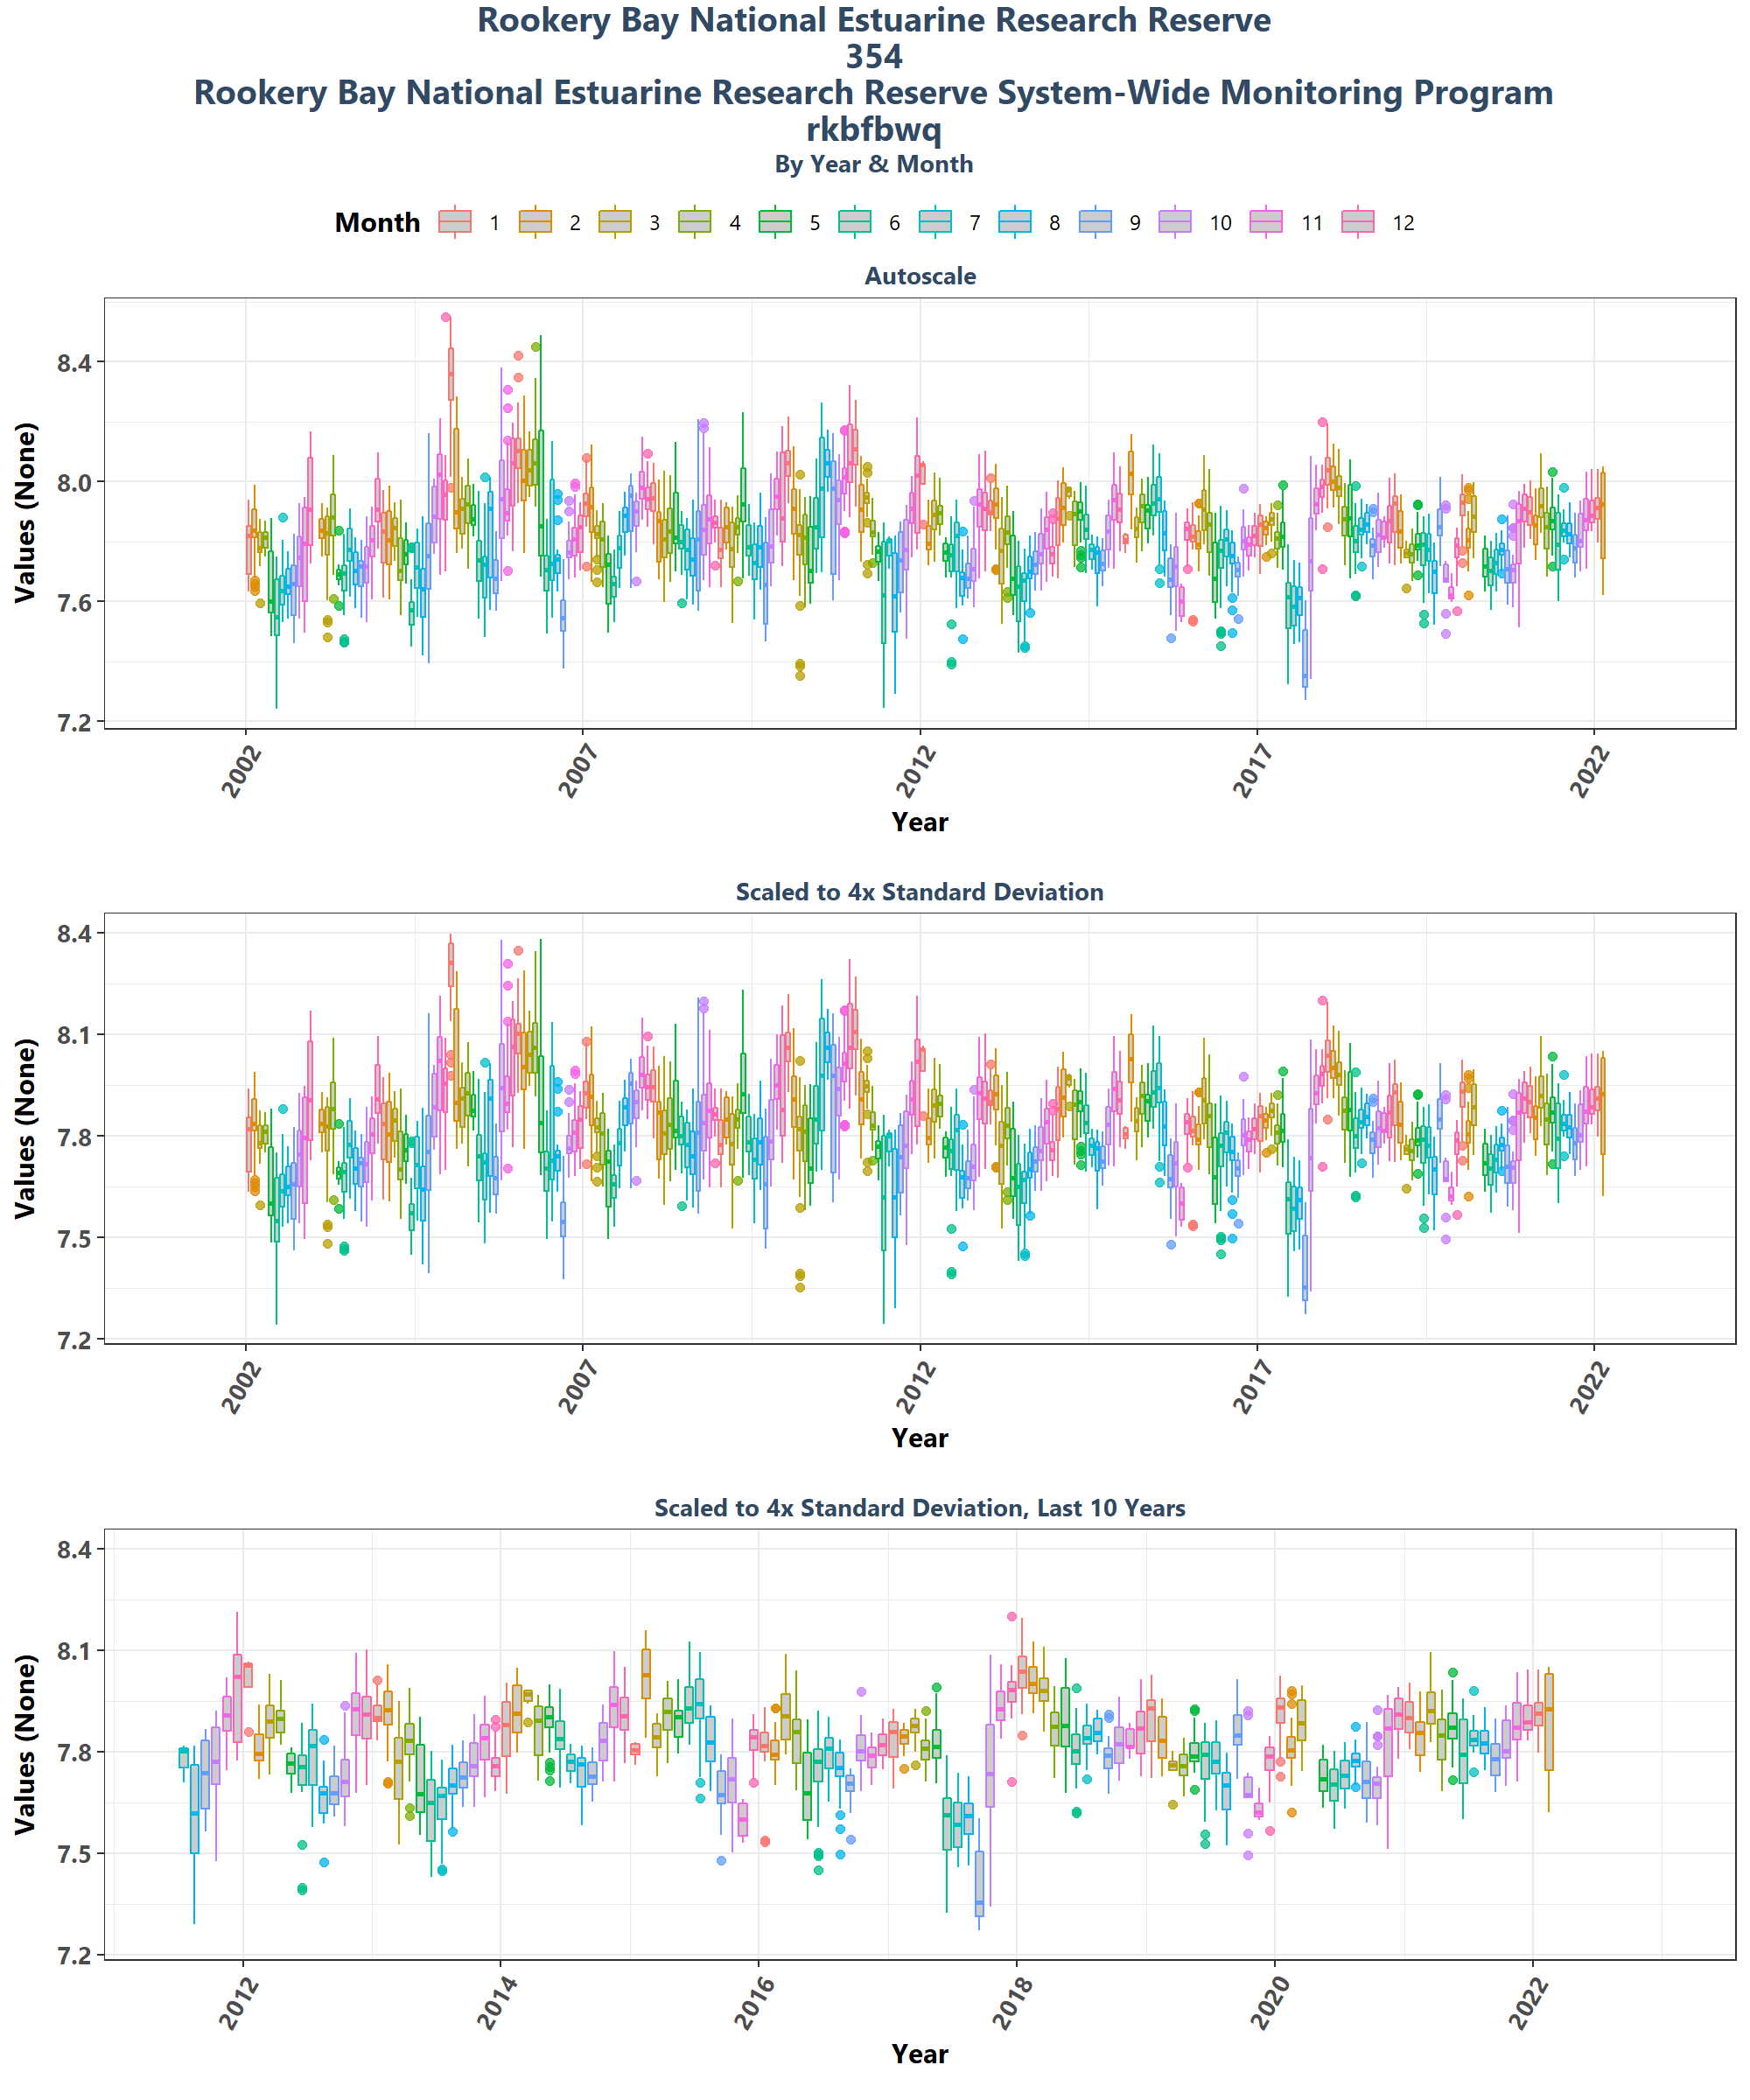 Rookery Bay National Estuarine Research Reserve
354
Rookery Bay National Estuarine Research Reserve System-Wide Monitoring Program
rkbfbwq
By Year & Month
Month 1 2 3 4 5 6 7 8 9 10 11 12
Autoscale
Values (None)
8.4
8.0
7.6
7.2
2002 2007 2012 2017 2022
Year
Scaled to 4x Standard Deviation
Values (None)
8.4
8.1
7.8
7.5
7.2
2002 2007 2012 2017 2022
Year
Scaled to 4x Standard Deviation, Last 10 Years
Values (None)
8.4
8.1
7.8
7.5
7.2
2012 2014 2016 2018 2020 2022
Year